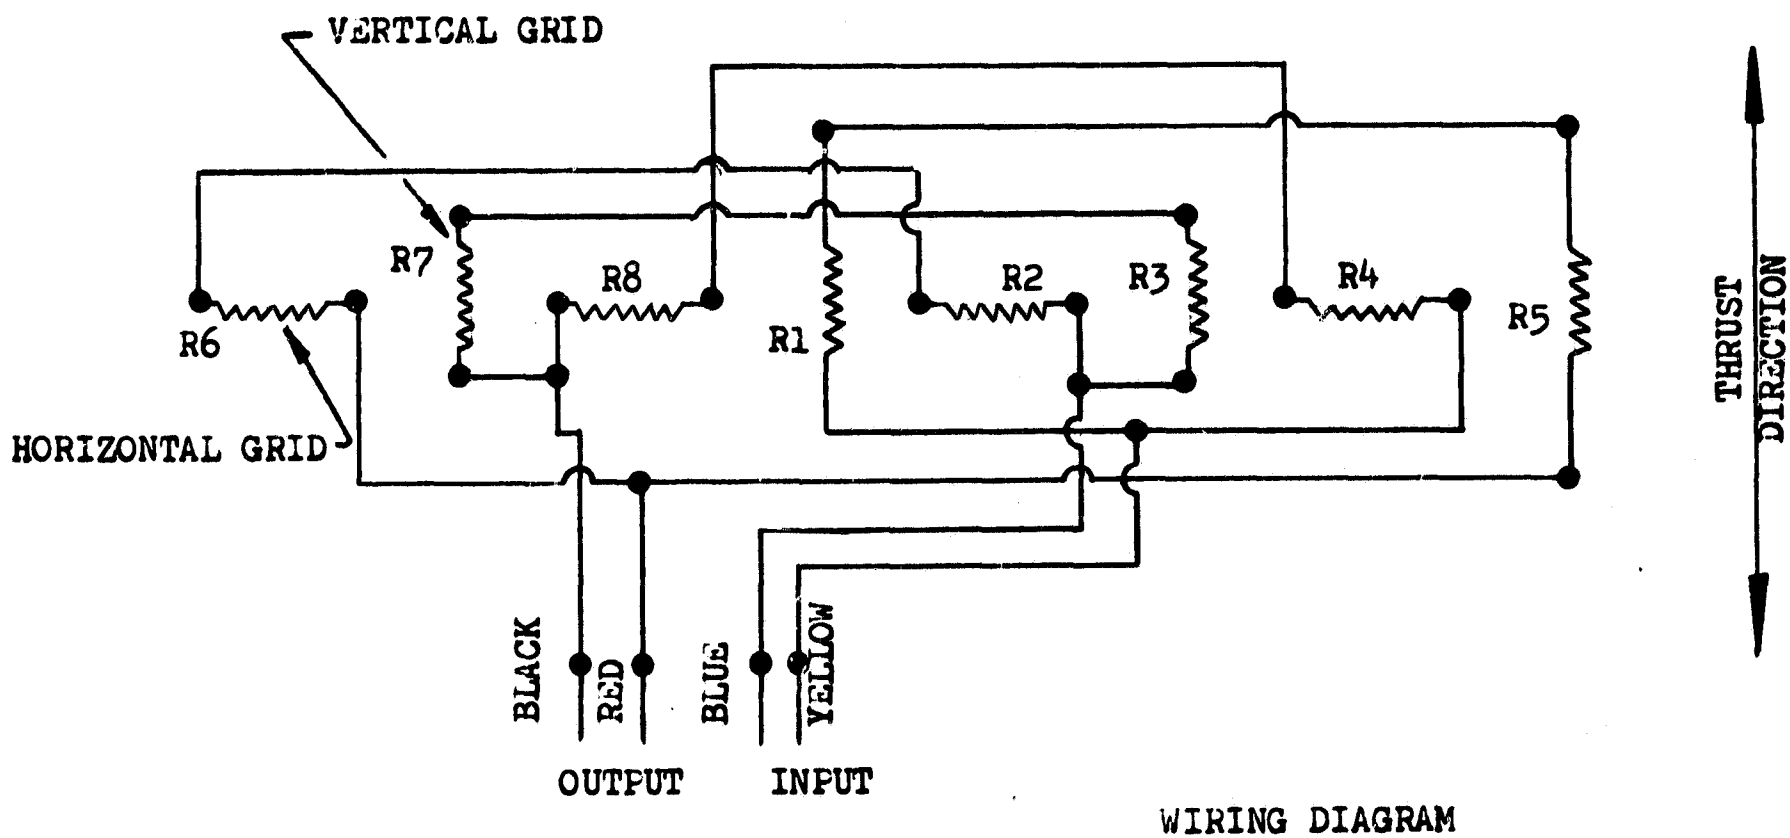 VERTICAL GRID
R7
R8
R2
R3
R4
R6
R1
R5
THRUST
DIRECTION
HORIZONTAL GRID
BLACK
RED
BLUE
YELLOW
OUTPUT
INPUT
WIRING DIAGRAM